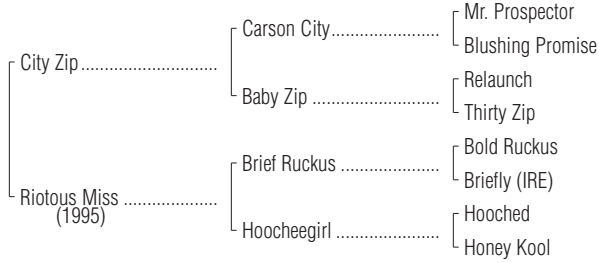 Mr. Prospector
Carson City..........................
Blushing Promise
City Zip................................
Relaunch
Baby Zip ..............................
Thirty Zip
Bold Ruckus
Brief Ruckus .......................
Briefly (IRE)
Riotous Miss ......................
(1995)
Hooched
Hoocheegirl ........................
Honey Kool